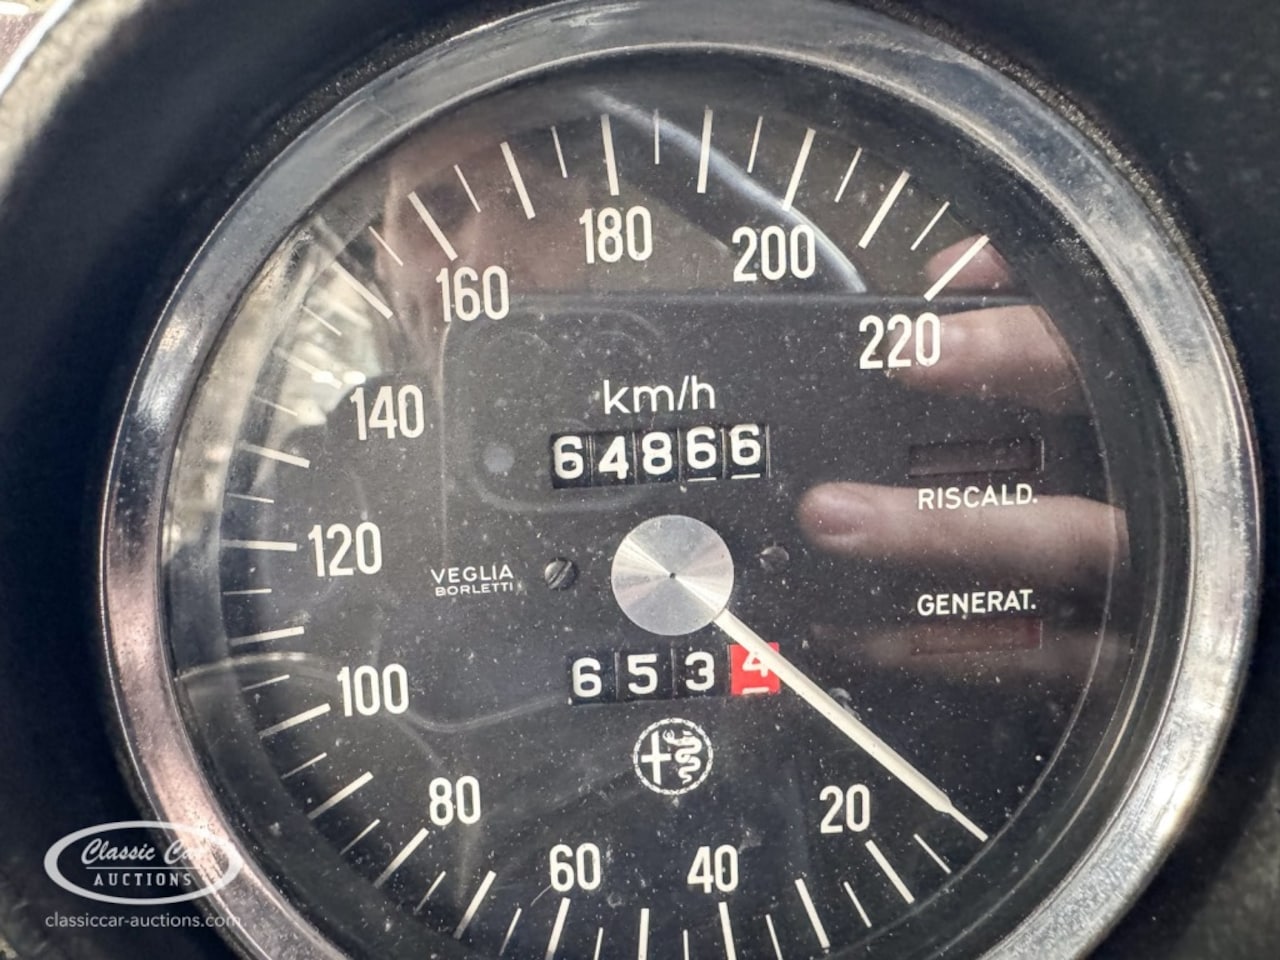 180
200
160
220
km/h
140
64866
RISCALD.
120
VEGLIA
BORLETTI
GENERAT.
100
6534
80
20
60
40
Classic Car
AUCTIONS
classiccar-auctions.com